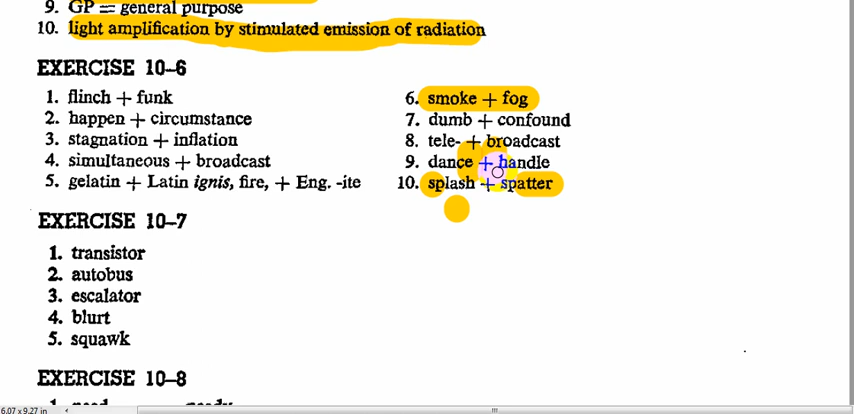 9. GP = general purpose
10. light amplification by stimulated emission of radiation
EXERCISE 10–6
1. flinch + funk
2. happen + circumstance
3. stagnation + inflation
4. simultaneous + broadcast
5. gelatin + Latin ignis, fire, + Eng. -ite
6. smoke + fog
7. dumb + confound
8. tele- + broadcast
9. dance + handle
10. splash + spatter
EXERCISE 10–7
1. transistor
2. autobus
3. escalator
4. blurt
5. squawk
EXERCISE 10–8
6.07 x 9.27 in